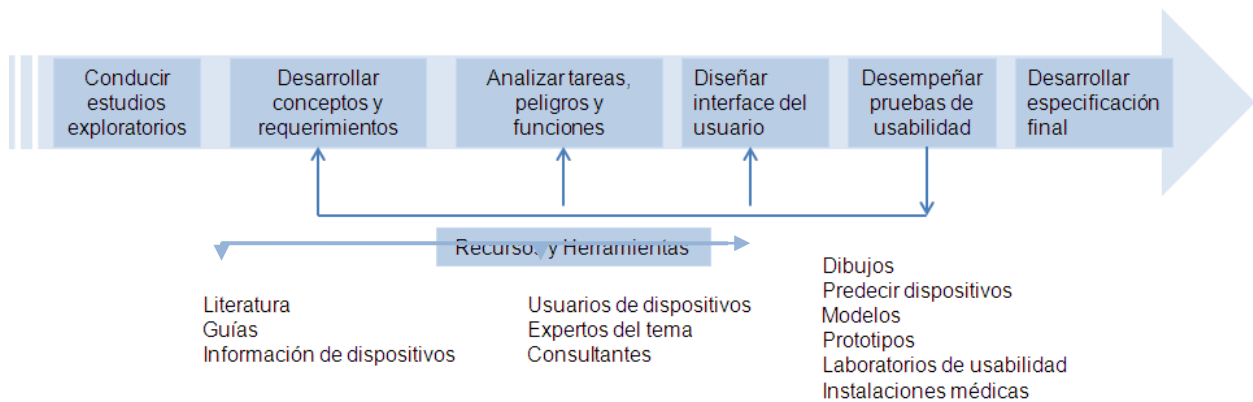 Conducir
estudios
exploratorios
Desarrollar
conceptos y
requerimientos
Analizar tareas,
peligros y
funciones
Diseñar
interface del
usuario
Desempeñar
pruebas de
usabilidad
Desarrollar
especificación
final
Recursos y Herramientas
Literatura
Guías
Información de dispositivos
Usuarios de dispositivos
Expertos del tema
Consultantes
Dibujos
Predecir dispositivos
Modelos
Prototipos
Laboratorios de usabilidad
Instalaciones médicas